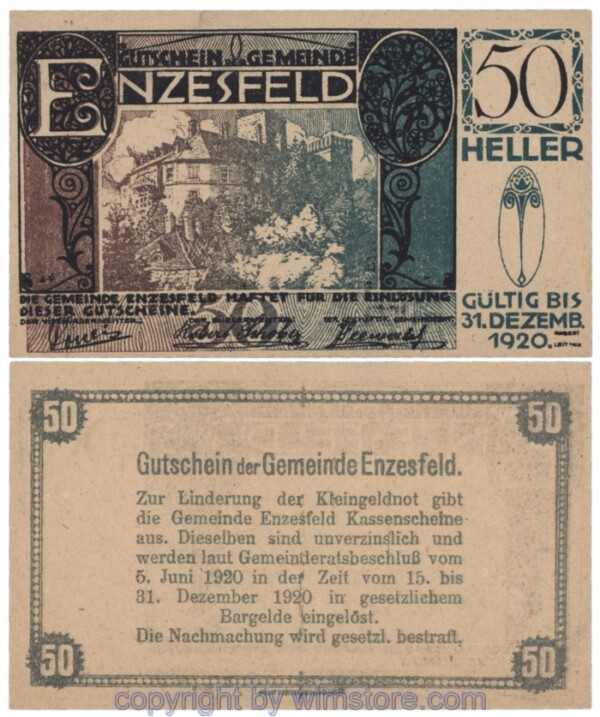 GUTSCHEIN DER GEMEINDE
ENZESFELD
50
HELLER
DIE GEMEINDE ENZESFELD HAFTET FÜR DIE EINLÖSUNG
DIESER GUTSCHEINE
50
GÜLTIG BIS
31. DEZEMB.
1920.
50 50
Gutschein der Gemeinde Enzesfeld.
Zur Linderung der Kleingeldnot gibt
die Gemeinde Enzesfeld Kassenscheine
aus. Dieselben sind unverzinslich und
werden laut Gemeinderatsbeschluß vom
5. Juni 1920 in der Zeit vom 15. bis
31. Dezember 1920 in gesetzlichem
Bargelde eingelöst.
Die Nachmachung wird gesetzl. bestraft.
50 50
copyright by wimstore.com